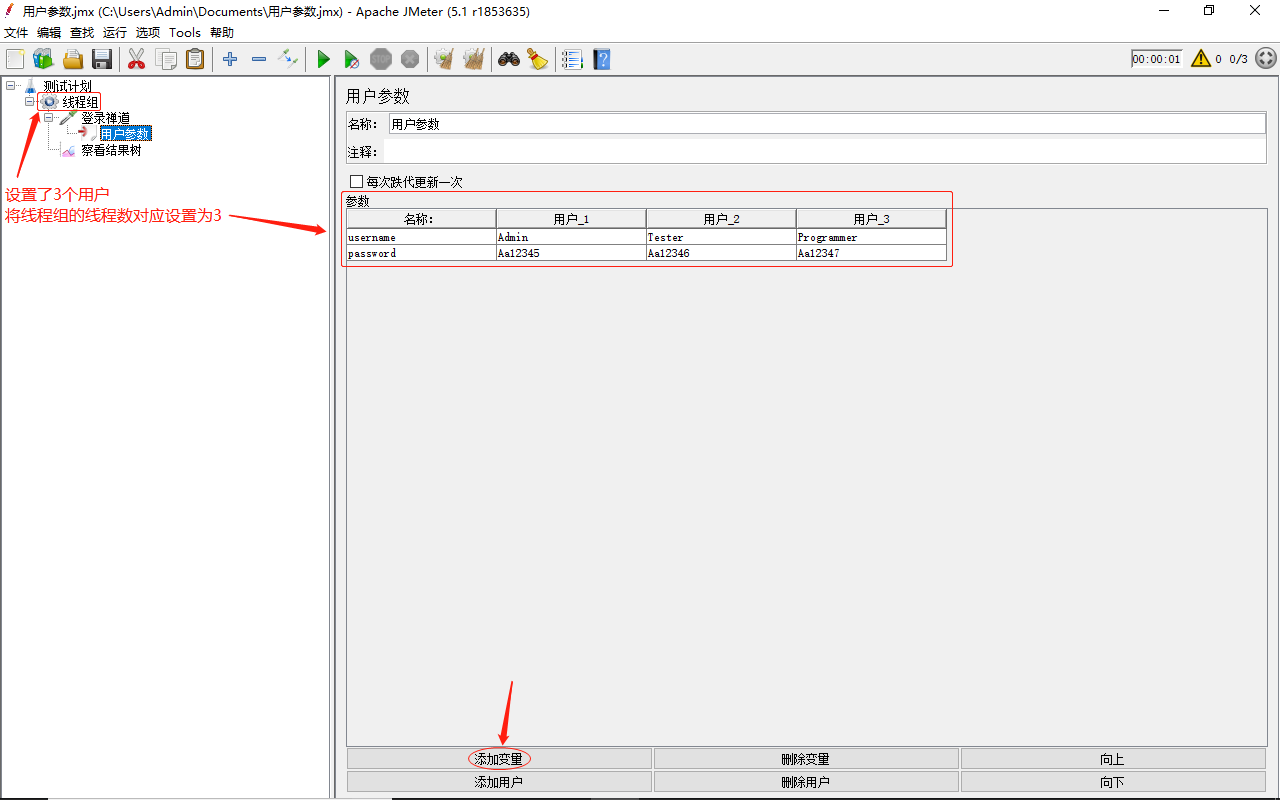 用户参数.jmx (C:\Users\Admin\Documents\用户参数.jmx) - Apache JMeter (5.1 r1853635)
文件 编辑 查找 运行 选项 Tools 帮助
STOP
00:00:01 0 0/3
测试计划
线程组
登录禅道
用户参数
察看结果树
设置了3个用户
将线程组的线程数对应设置为3
用户参数
名称： 用户参数
注释：
每次跌代更新一次
参数
名称： 用户_1 用户_2 用户_3
username Admin Tester Programmer
password Aa12345 Aa12346 Aa12347
添加变量 删除变量 向上
添加用户 删除用户 向下